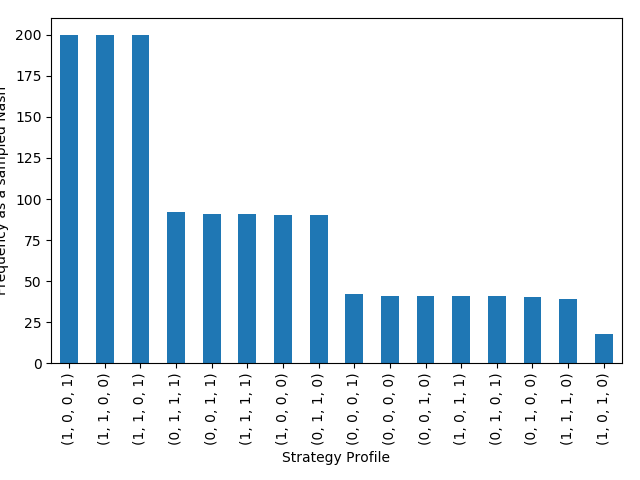 200
175
150
125
100
75
50
25
0
Frequency as a sampled Nash
(1, 0, 0, 1)
(1, 1, 0, 0)
(1, 1, 0, 1)
(0, 1, 1, 1)
(0, 0, 1, 1)
(1, 1, 1, 1)
(1, 0, 0, 0)
(0, 1, 1, 0)
(0, 0, 0, 1)
(0, 0, 0, 0)
(0, 0, 1, 0)
(1, 0, 1, 1)
(0, 1, 0, 1)
(0, 1, 0, 0)
(1, 1, 1, 0)
(1, 0, 1, 0)
Strategy Profile